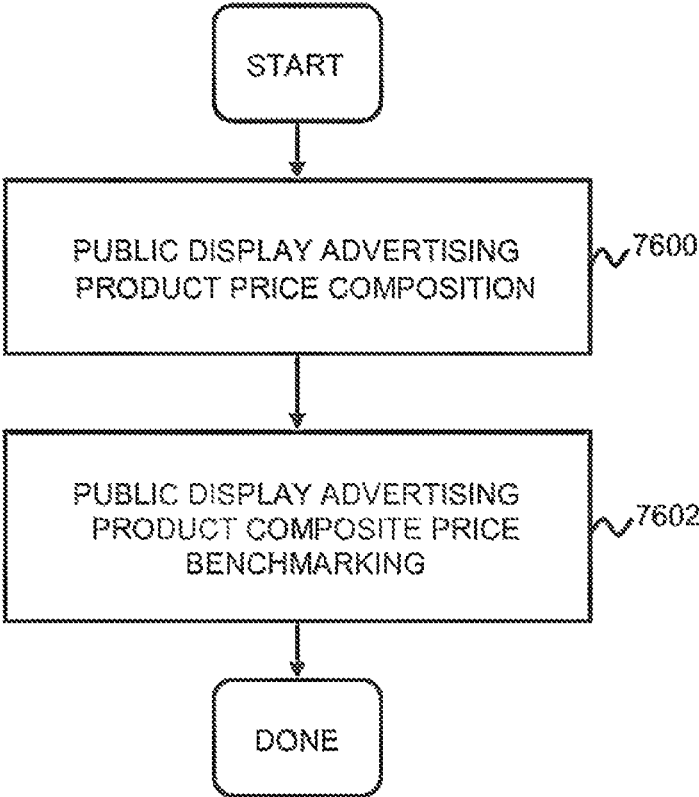 START
PUBLIC DISPLAY ADVERTISING
PRODUCT PRICE COMPOSITION
7600
PUBLIC DISPLAY ADVERTISING
PRODUCT COMPOSITE PRICE
BENCHMARKING
7602
DONE